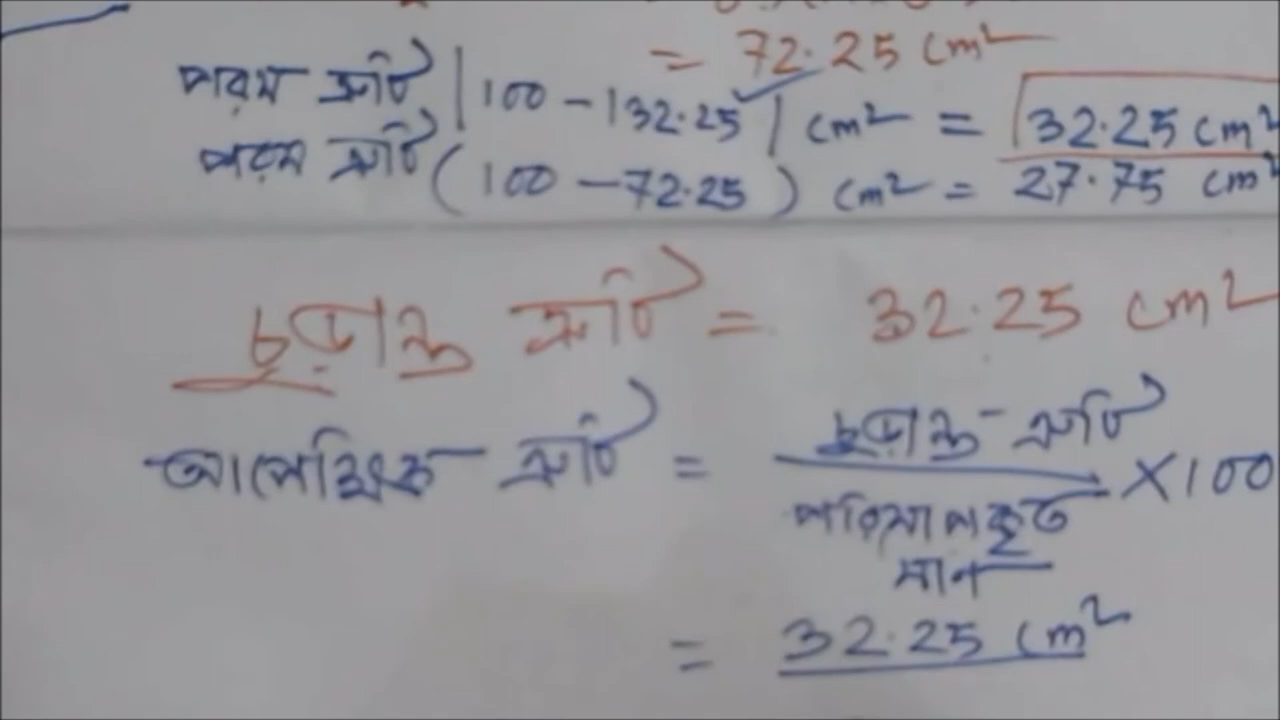 = 72.25 cm²
পরম ত্রুটি |100 - 132.25| cm² = 32.25 cm²
পরম ত্রুটি (100 - 72.25) cm² = 27.75 cm²
চূড়ান্ত ত্রুটি = 32.25 cm²
আপেক্ষিক ত্রুটি = চূড়ান্ত ত্রুটি
পরিমাপকৃত × 100
মান
= 32.25 cm²